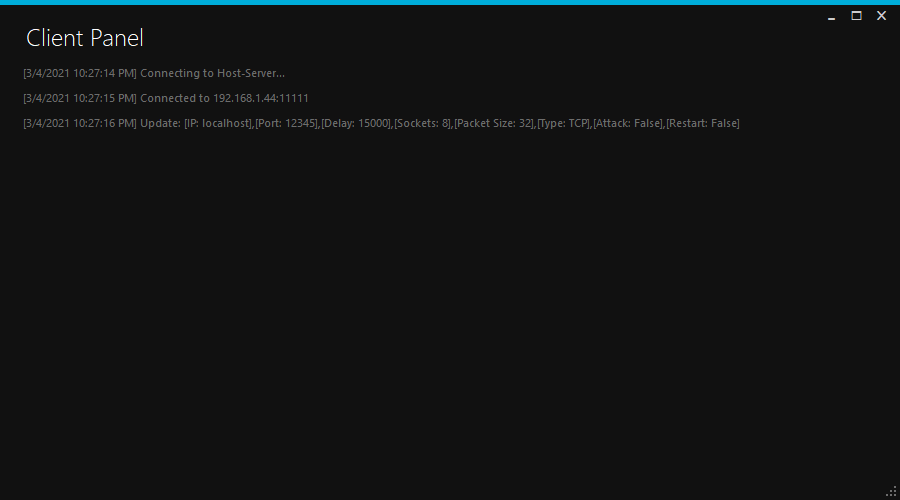 Client Panel
[3/4/2021 10:27:14 PM] Connecting to Host-Server...
[3/4/2021 10:27:15 PM] Connected to 192.168.1.44:11111
[3/4/2021 10:27:16 PM] Update: [IP: localhost],[Port: 12345],[Delay: 15000],[Sockets: 8],[Packet Size: 32],[Type: TCP],[Attack: False],[Restart: False]